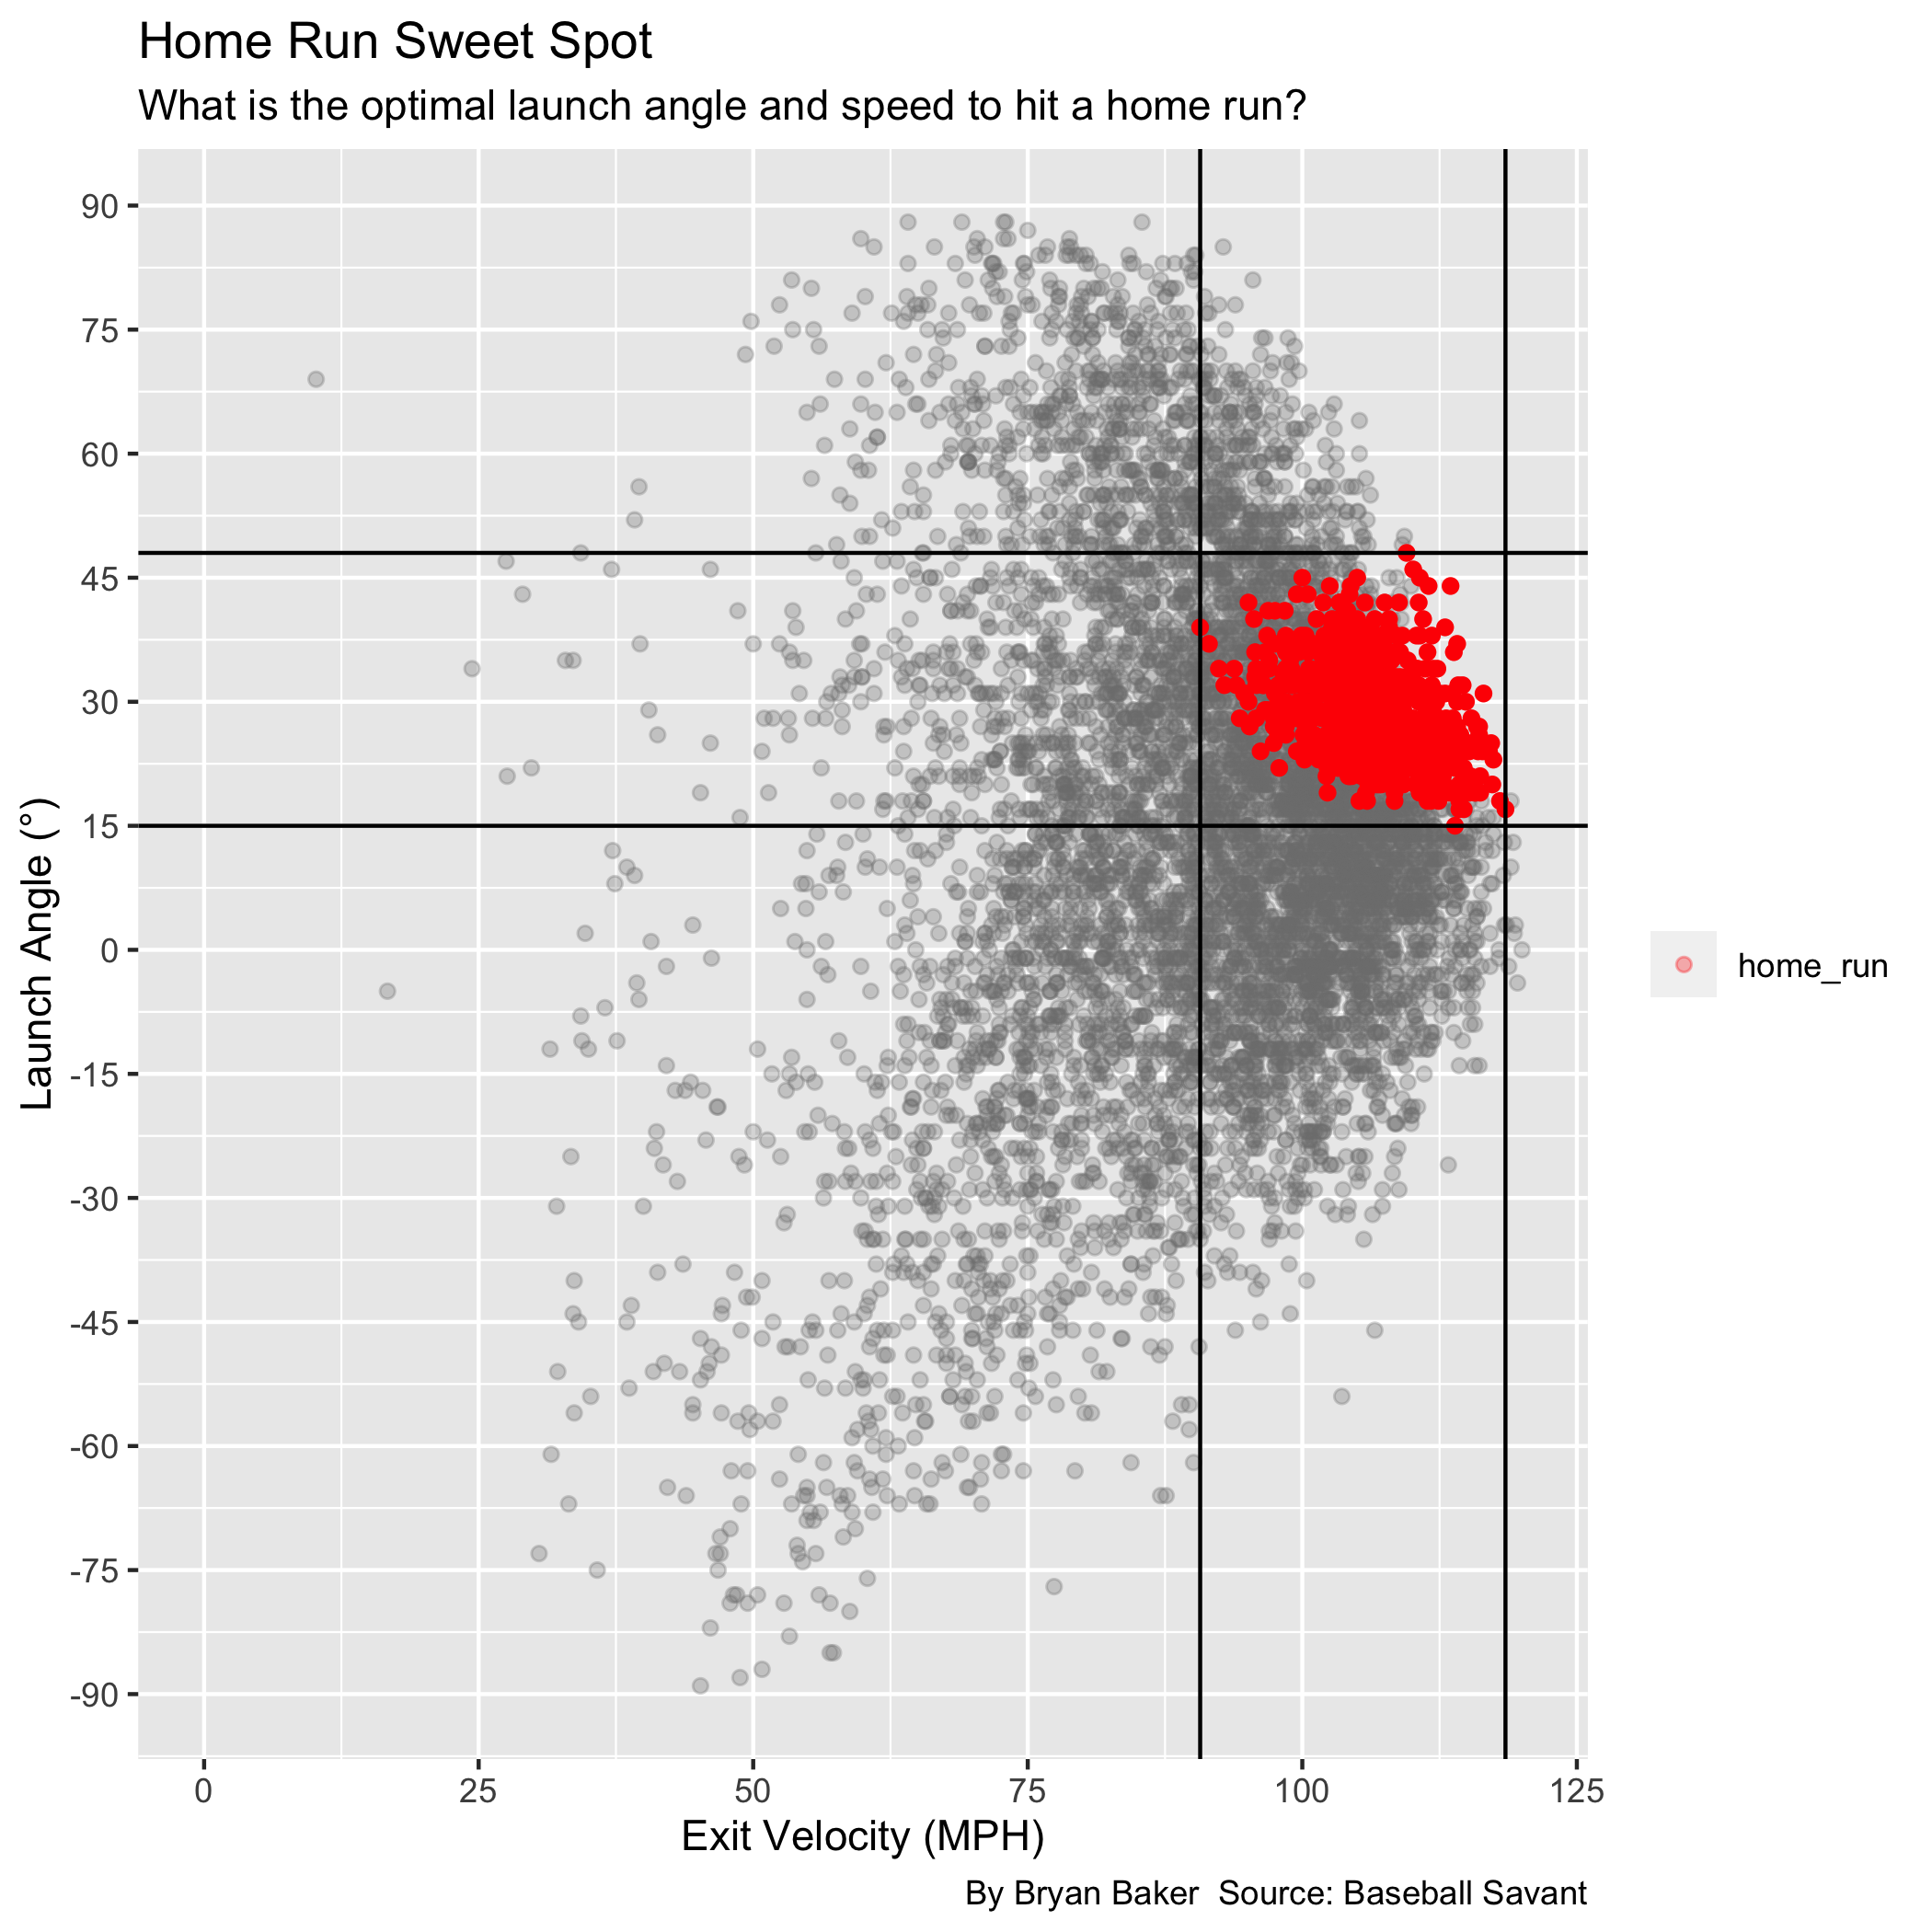 Home Run Sweet Spot
What is the optimal launch angle and speed to hit a home run?
90
75
60
45
30
15
0
-15
-30
-45
-60
-75
-90
Launch Angle (°)
home_run
0 25 50 75 100 125
Exit Velocity (MPH)
By Bryan Baker  Source: Baseball Savant